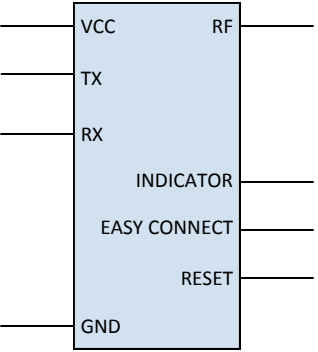 VCC RF
TX
RX
INDICATOR
EASY CONNECT
RESET
GND